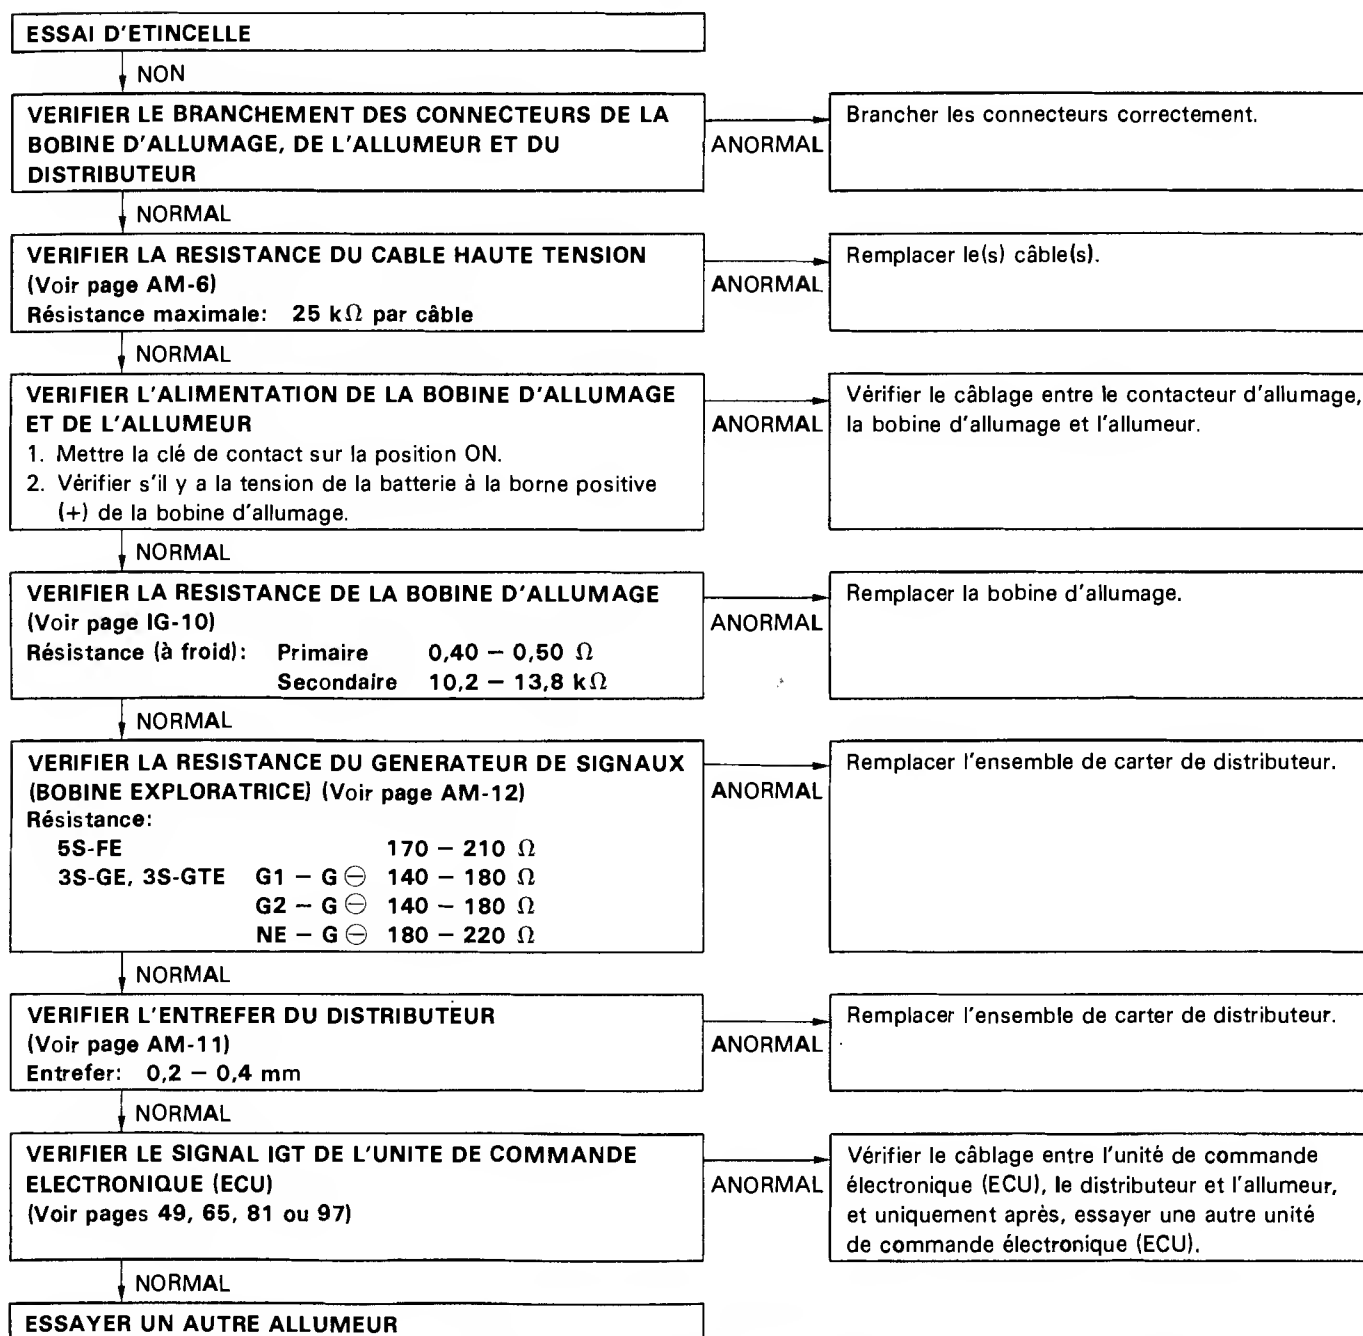 ESSAI D'ETINCELLE
NON
VERIFIER LE BRANCHEMENT DES CONNECTEURS DE LA
BOBINE D'ALLUMAGE, DE L'ALLUMEUR ET DU
DISTRIBUTEUR
ANORMAL
Brancher les connecteurs correctement.
NORMAL
VERIFIER LA RESISTANCE DU CABLE HAUTE TENSION
(Voir page AM-6)
Résistance maximale: 25 kΩ par câble
ANORMAL
Remplacer le(s) câble(s).
NORMAL
VERIFIER L'ALIMENTATION DE LA BOBINE D'ALLUMAGE
ET DE L'ALLUMEUR
1. Mettre la clé de contact sur la position ON.
2. Vérifier s'il y a la tension de la batterie à la borne positive
(+) de la bobine d'allumage.
ANORMAL
Vérifier le câblage entre le contacteur d'allumage,
la bobine d'allumage et l'allumeur.
NORMAL
VERIFIER LA RESISTANCE DE LA BOBINE D'ALLUMAGE
(Voir page IG-10)
Résistance (à froid): Primaire 0,40 – 0,50 Ω
Secondaire 10,2 – 13,8 kΩ
ANORMAL
Remplacer la bobine d'allumage.
NORMAL
VERIFIER LA RESISTANCE DU GENERATEUR DE SIGNAUX
(BOBINE EXPLORATRICE) (Voir page AM-12)
Résistance:
5S-FE 170 – 210 Ω
3S-GE, 3S-GTE G1 – G ⊖ 140 – 180 Ω
G2 – G ⊖ 140 – 180 Ω
NE – G ⊖ 180 – 220 Ω
ANORMAL
Remplacer l'ensemble de carter de distributeur.
NORMAL
VERIFIER L'ENTREFER DU DISTRIBUTEUR
(Voir page AM-11)
Entrefer: 0,2 – 0,4 mm
ANORMAL
Remplacer l'ensemble de carter de distributeur.
NORMAL
VERIFIER LE SIGNAL IGT DE L'UNITE DE COMMANDE
ELECTRONIQUE (ECU)
(Voir pages 49, 65, 81 ou 97)
ANORMAL
Vérifier le câblage entre l'unité de commande
électronique (ECU), le distributeur et l'allumeur,
et uniquement après, essayer une autre unité
de commande électronique (ECU).
NORMAL
ESSAYER UN AUTRE ALLUMEUR